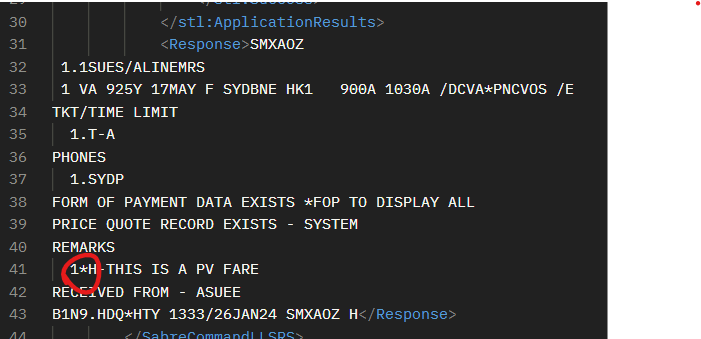 30 </stl:ApplicationResults>
31 <Response>SMXAOZ
32 1.1SUES/ALINEMRS
33 1 VA 925Y 17MAY F SYDBNE HK1   900A 1030A /DCVA*PNCVOS /E
34 TKT/TIME LIMIT
35 1.T-A
36 PHONES
37 1.SYDP
38 FORM OF PAYMENT DATA EXISTS *FOP TO DISPLAY ALL
39 PRICE QUOTE RECORD EXISTS - SYSTEM
40 REMARKS
41 1*H-THIS IS A PV FARE
42 RECEIVED FROM - ASUEE
43 B1N9.HDQ*HTY 1333/26JAN24 SMXAOZ H</Response>
44 </SabreCommandLLSRS>